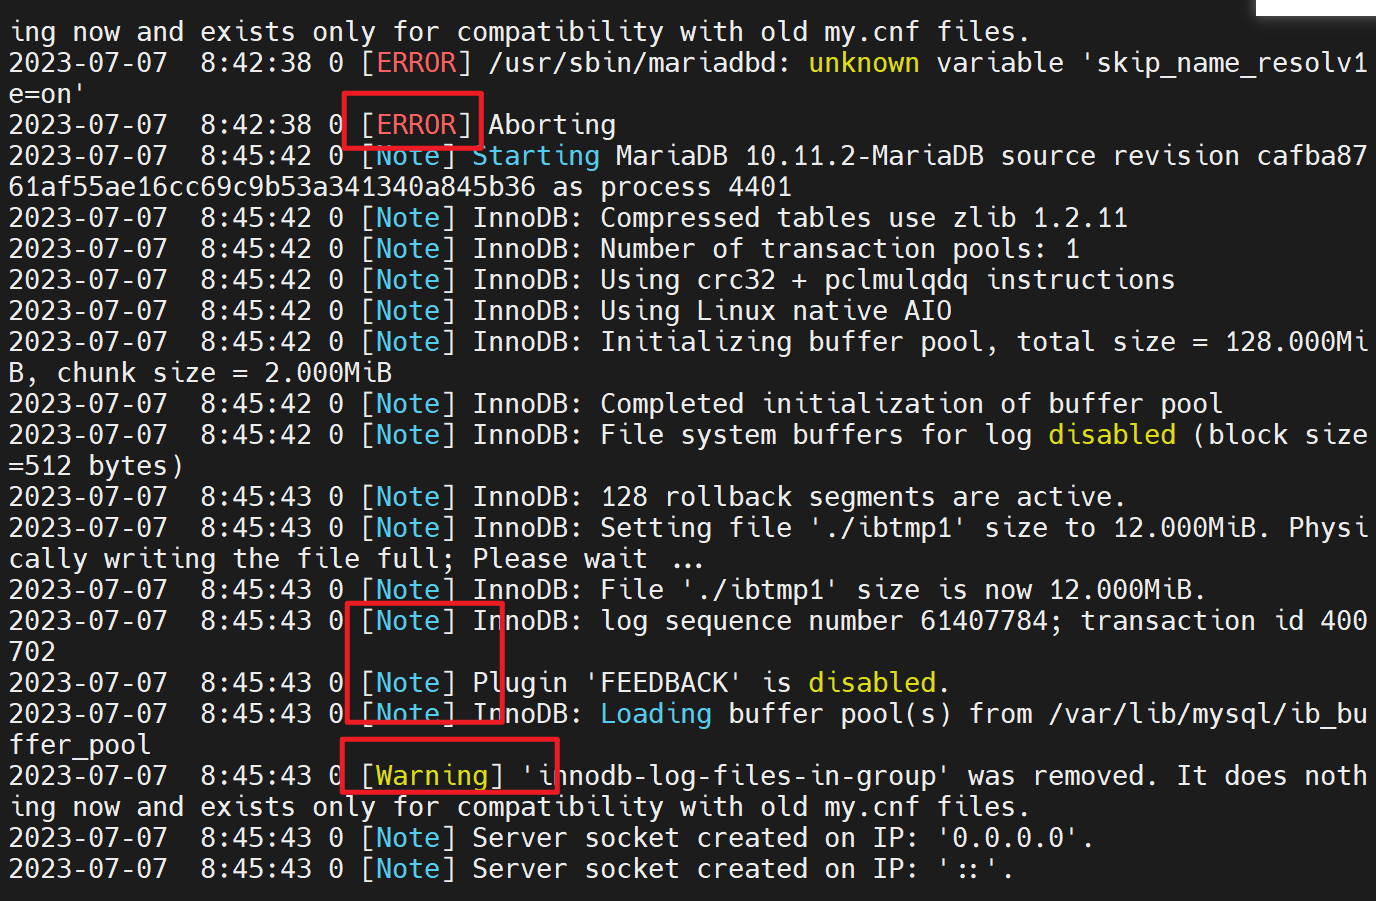 ing now and exists only for compatibility with old my.cnf files.
2023-07-07  8:42:38 0 [ERROR] /usr/sbin/mariadbd: unknown variable 'skip_name_resolv1
e=on'
2023-07-07  8:42:38 0 [ERROR] Aborting
2023-07-07  8:45:42 0 [Note] Starting MariaDB 10.11.2-MariaDB source revision cafba87
61af55ae16cc69c9b53a341340a845b36 as process 4401
2023-07-07  8:45:42 0 [Note] InnoDB: Compressed tables use zlib 1.2.11
2023-07-07  8:45:42 0 [Note] InnoDB: Number of transaction pools: 1
2023-07-07  8:45:42 0 [Note] InnoDB: Using crc32 + pclmulqdq instructions
2023-07-07  8:45:42 0 [Note] InnoDB: Using Linux native AIO
2023-07-07  8:45:42 0 [Note] InnoDB: Initializing buffer pool, total size = 128.000Mi
B, chunk size = 2.000MiB
2023-07-07  8:45:42 0 [Note] InnoDB: Completed initialization of buffer pool
2023-07-07  8:45:42 0 [Note] InnoDB: File system buffers for log disabled (block size
=512 bytes)
2023-07-07  8:45:43 0 [Note] InnoDB: 128 rollback segments are active.
2023-07-07  8:45:43 0 [Note] InnoDB: Setting file './ibtmp1' size to 12.000MiB. Physi
cally writing the file full; Please wait ...
2023-07-07  8:45:43 0 [Note] InnoDB: File './ibtmp1' size is now 12.000MiB.
2023-07-07  8:45:43 0 [Note] InnoDB: log sequence number 61407784; transaction id 400
702
2023-07-07  8:45:43 0 [Note] Plugin 'FEEDBACK' is disabled.
2023-07-07  8:45:43 0 [Note] InnoDB: Loading buffer pool(s) from /var/lib/mysql/ib_bu
ffer_pool
2023-07-07  8:45:43 0 [Warning] 'innodb-log-files-in-group' was removed. It does noth
ing now and exists only for compatibility with old my.cnf files.
2023-07-07  8:45:43 0 [Note] Server socket created on IP: '0.0.0.0'.
2023-07-07  8:45:43 0 [Note] Server socket created on IP: '::'.